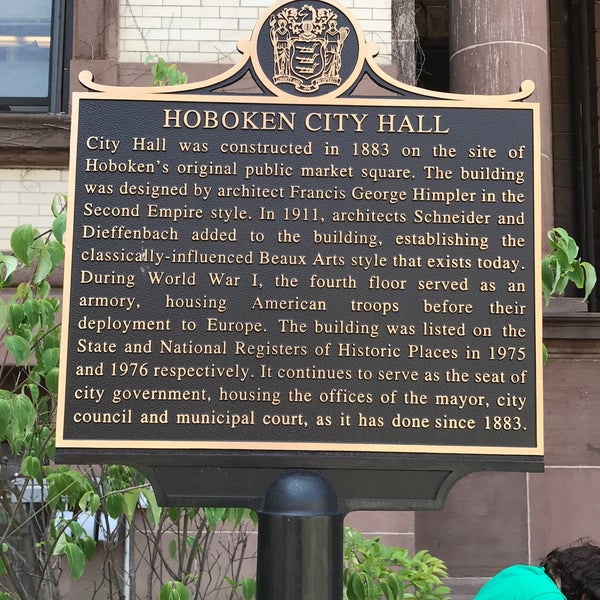 HOBOKEN CITY HALL
City Hall was constructed in 1883 on the site of
Hoboken's original public market square. The building
was designed by architect Francis George Himpler in the
Second Empire style. In 1911, architects Schneider and
Dieffenbach added to the building, establishing the
classically-influenced Beaux Arts style that exists today.
During World War I, the fourth floor served as an
armory, housing American troops before their
deployment to Europe. The building was listed on the
State and National Registers of Historic Places in 1975
and 1976 respectively. It continues to serve as the seat of
city government, housing the offices of the mayor, city
council and municipal court, as it has done since 1883.